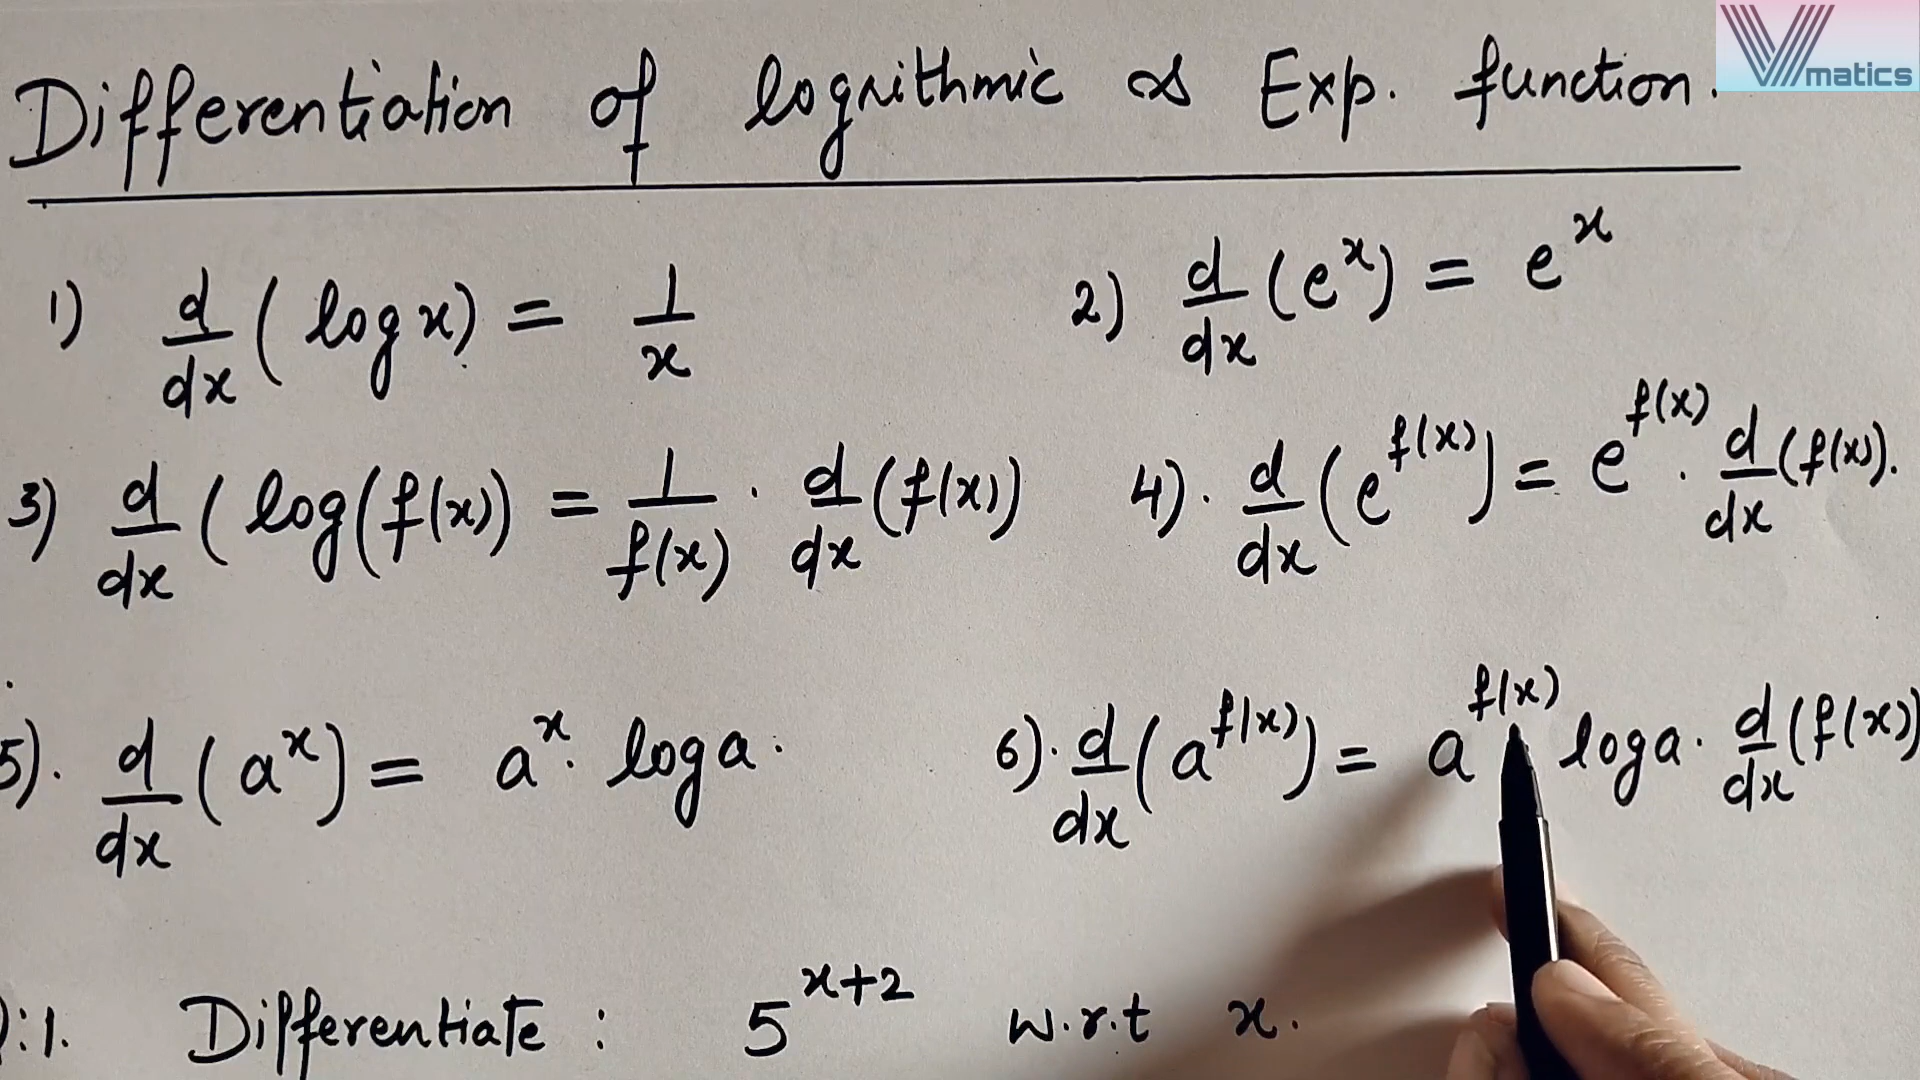 Vmatics
Differentiation of logrithmic & Exp. function.
1) d/dx (log x) = 1/x
2) d/dx (e^x) = e^x
3) d/dx (log(f(x)) = 1/f(x) · d/dx (f(x))
4). d/dx (e^f(x)) = e^f(x) · d/dx (f(x)).
5). d/dx (a^x) = a^x · log a.
6). d/dx (a^f(x)) = a^f(x) log a · d/dx (f(x))
:1. Differentiate : 5^x+2 w.r.t x.